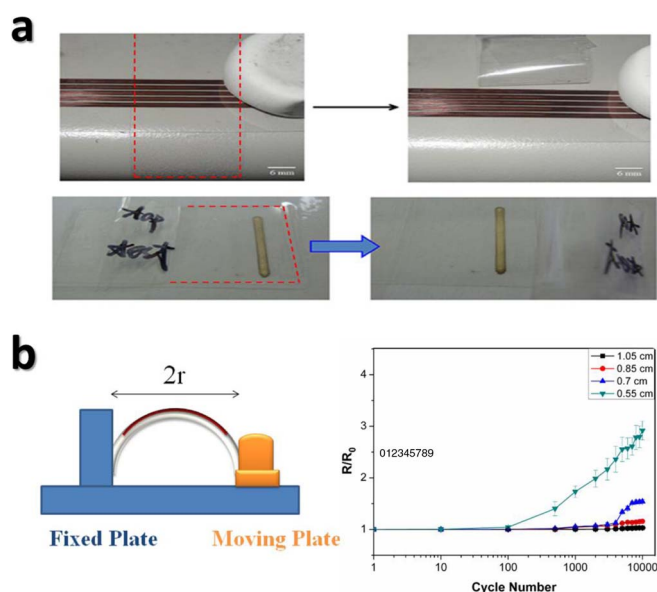 a
6 mm
6 mm
b
2r
Fixed Plate
Moving Plate
1.05 cm
0.85 cm
0.7 cm
0.55 cm
4
3
2
1
R/R0
012345789
1
10
100
1000
10000
Cycle Number